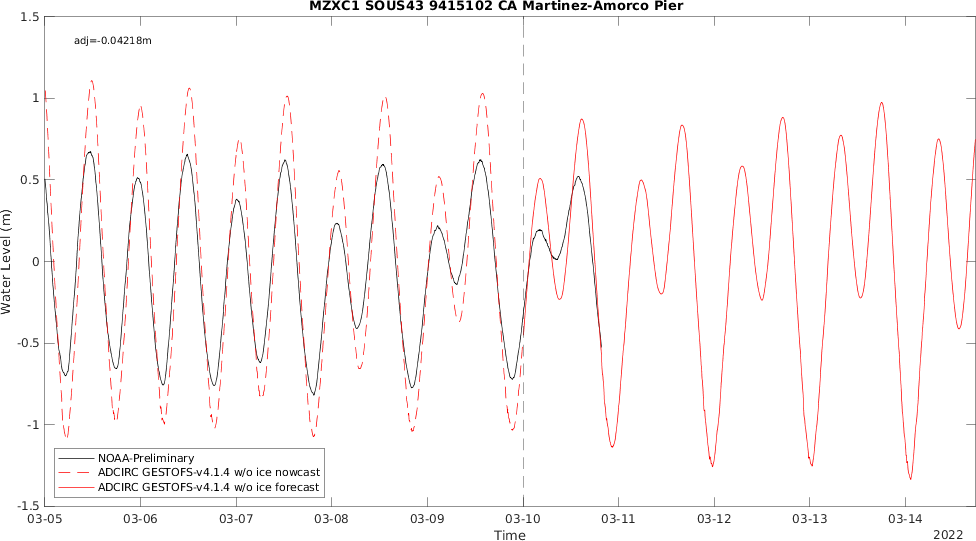 MZXC1 SOUS43 9415102 CA Martinez-Amorco Pier
adj=-0.04218m
1.5
1
0.5
0
-0.5
-1
-1.5
Water Level (m)
NOAA-Preliminary
ADCIRC GESTOFS-v4.1.4 w/o ice nowcast
ADCIRC GESTOFS-v4.1.4 w/o ice forecast
03-05 03-06 03-07 03-08 03-09 03-10 03-11 03-12 03-13 03-14
Time
2022